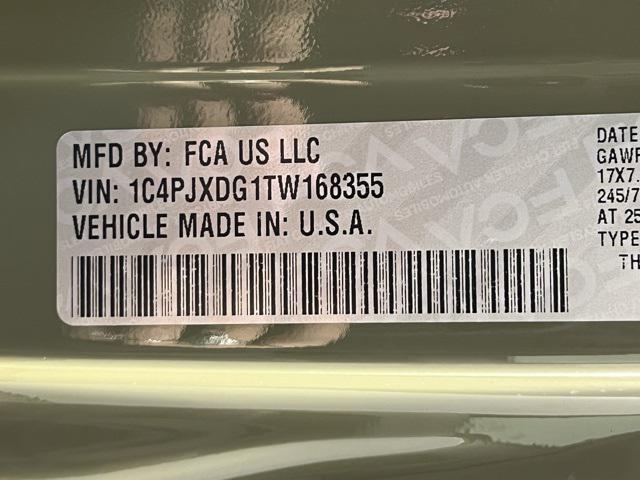 MFD BY: FCA US LLC
VIN: 1C4PJXDG1TW168355
VEHICLE MADE IN: U.S.A.
DATE
GAWR
17X7.
245/7
AT 25
TYPE
TH